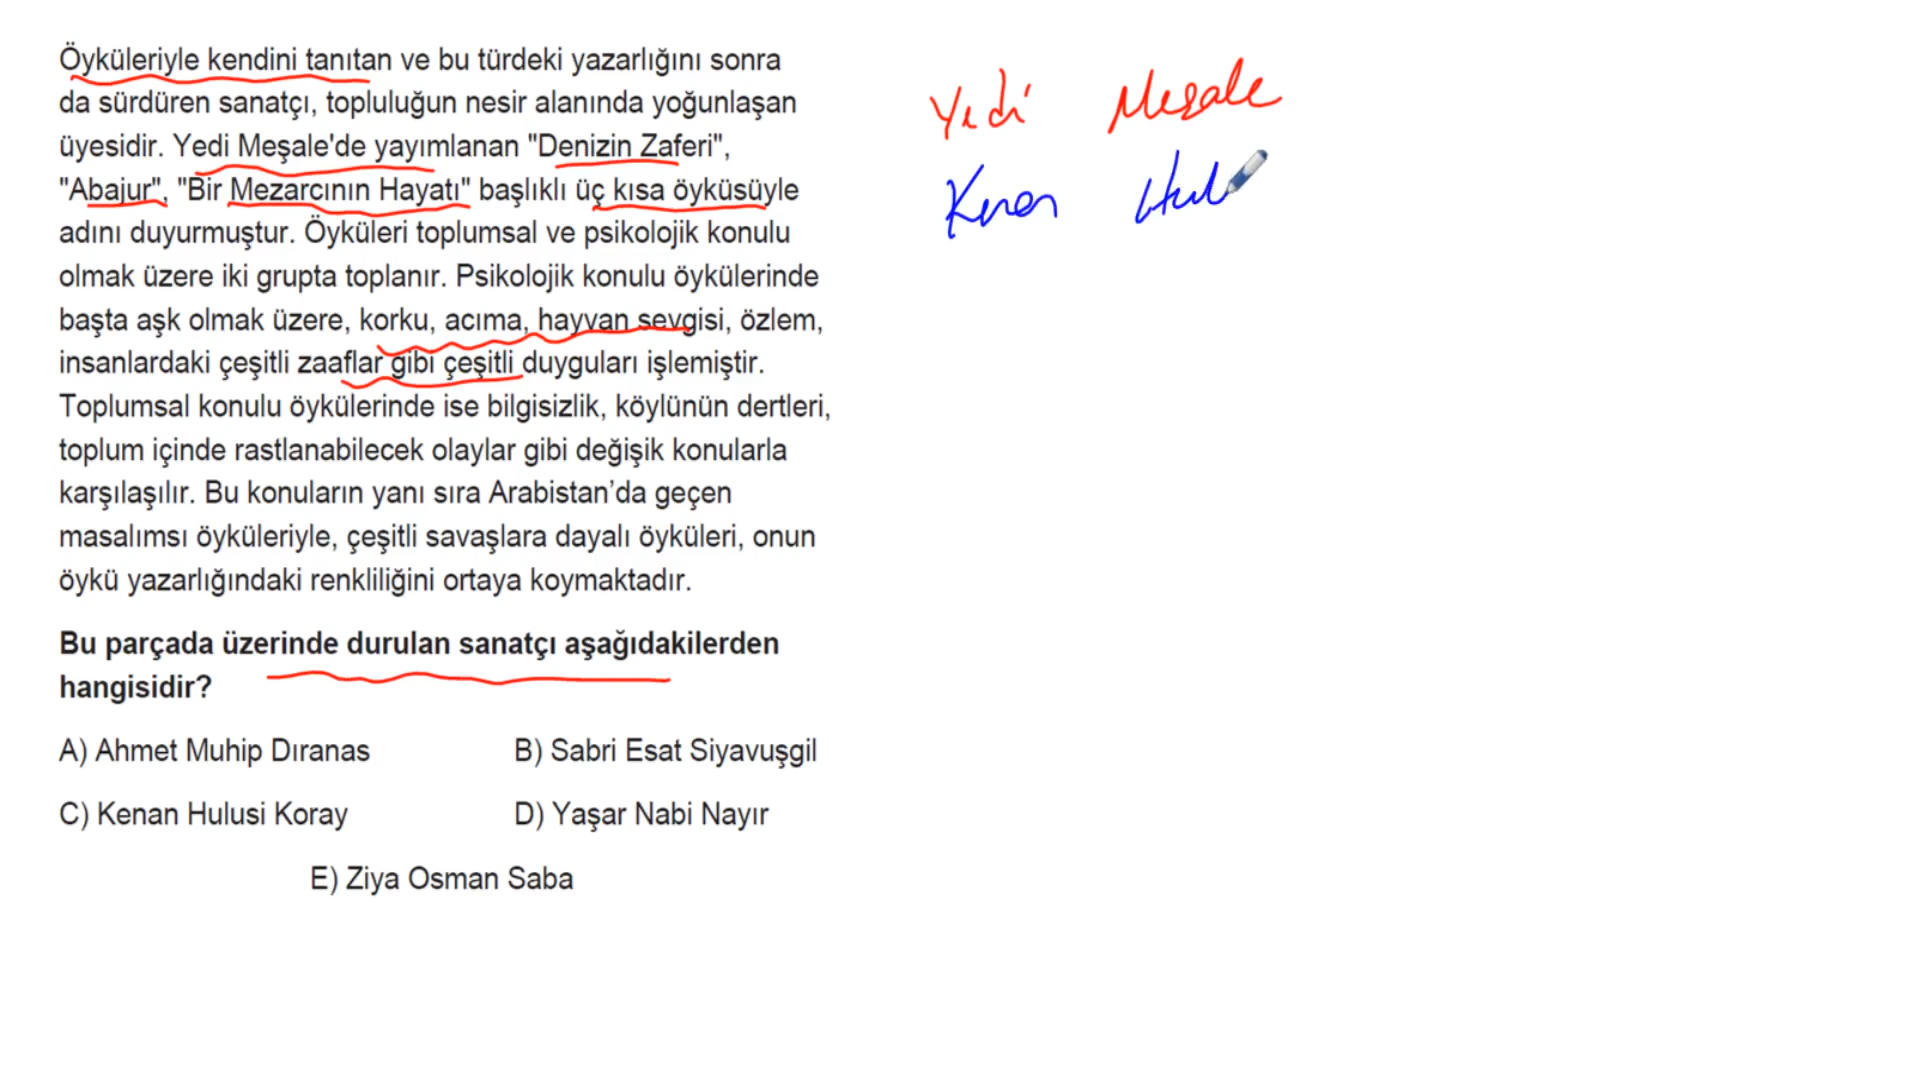 Öyküleriyle kendini tanıtan ve bu türdeki yazarlığını sonra
da sürdüren sanatçı, topluluğun nesir alanında yoğunlaşan
üyesidir. Yedi Meşale'de yayımlanan "Denizin Zaferi",
"Abajur", "Bir Mezarcının Hayatı" başlıklı üç kısa öyküsüyle
adını duyurmuştur. Öyküleri toplumsal ve psikolojik konulu
olmak üzere iki grupta toplanır. Psikolojik konulu öykülerinde
başta aşk olmak üzere, korku, acıma, hayvan sevgisi, özlem,
insanlardaki çeşitli zaaflar gibi çeşitli duyguları işlemiştir.
Toplumsal konulu öykülerinde ise bilgisizlik, köylünün dertleri,
toplum içinde rastlanabilecek olaylar gibi değişik konularla
karşılaşılır. Bu konuların yanı sıra Arabistan’da geçen
masalımsı öyküleriyle, çeşitli savaşlara dayalı öyküleri, onun
öykü yazarlığındaki renkliliğini ortaya koymaktadır.
Bu parçada üzerinde durulan sanatçı aşağıdakilerden
hangisidir?
A) Ahmet Muhip Dıranas
B) Sabri Esat Siyavuşgil
C) Kenan Hulusi Koray
D) Yaşar Nabi Nayır
E) Ziya Osman Saba
Yedi Meşale
Kenan Hul